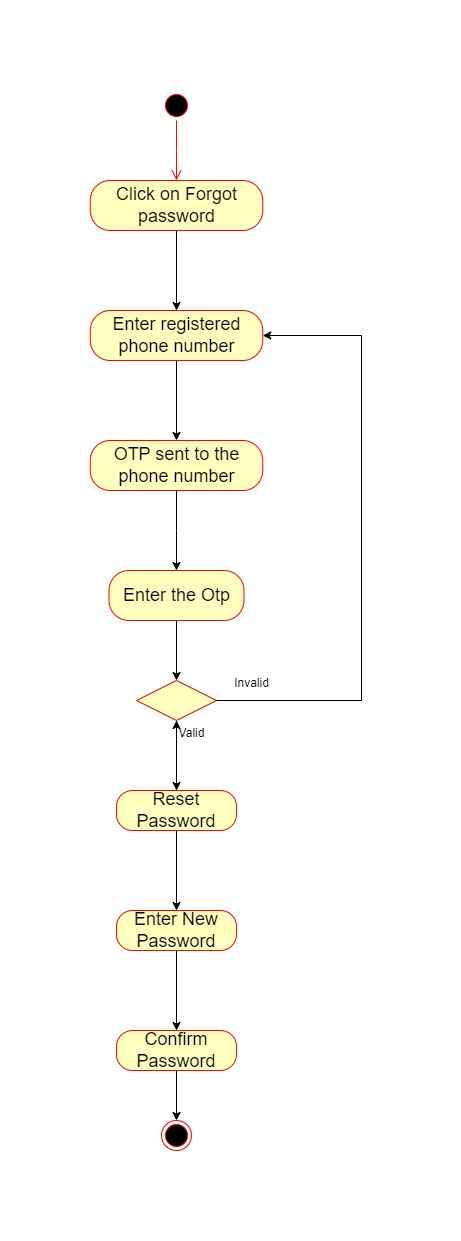 Click on Forgot
password
Enter registered
phone number
OTP sent to the
phone number
Enter the Otp
Invalid
Valid
Reset
Password
Enter New
Password
Confirm
Password